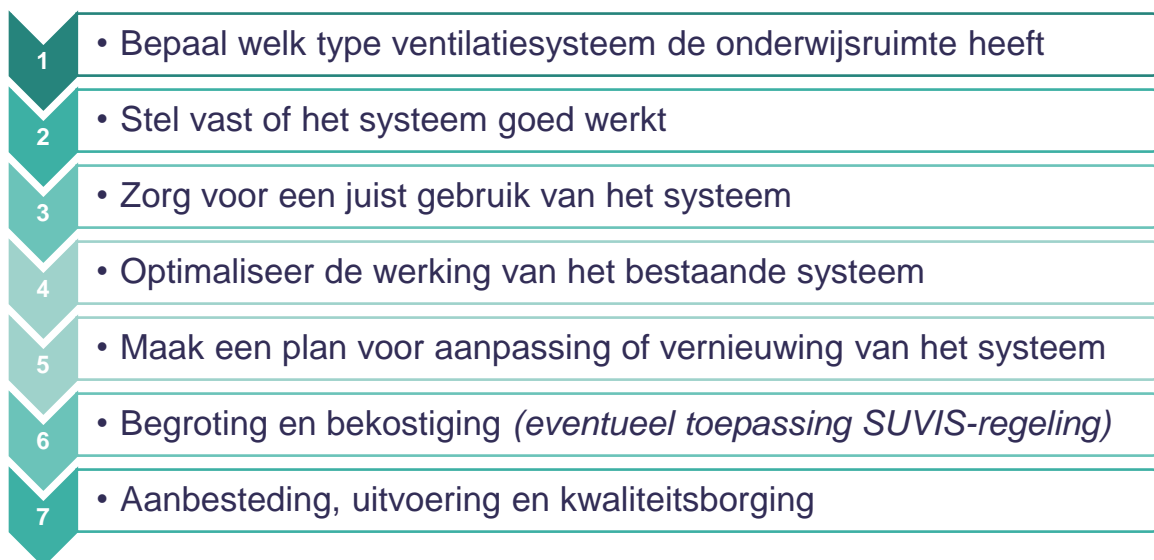 1 • Bepaal welk type ventilatiesysteem de onderwijsruimte heeft
2 • Stel vast of het systeem goed werkt
3 • Zorg voor een juist gebruik van het systeem
4 • Optimaliseer de werking van het bestaande systeem
5 • Maak een plan voor aanpassing of vernieuwing van het systeem
6 • Begroting en bekostiging (eventueel toepassing SUVIS-regeling)
7 • Aanbesteding, uitvoering en kwaliteitsborging